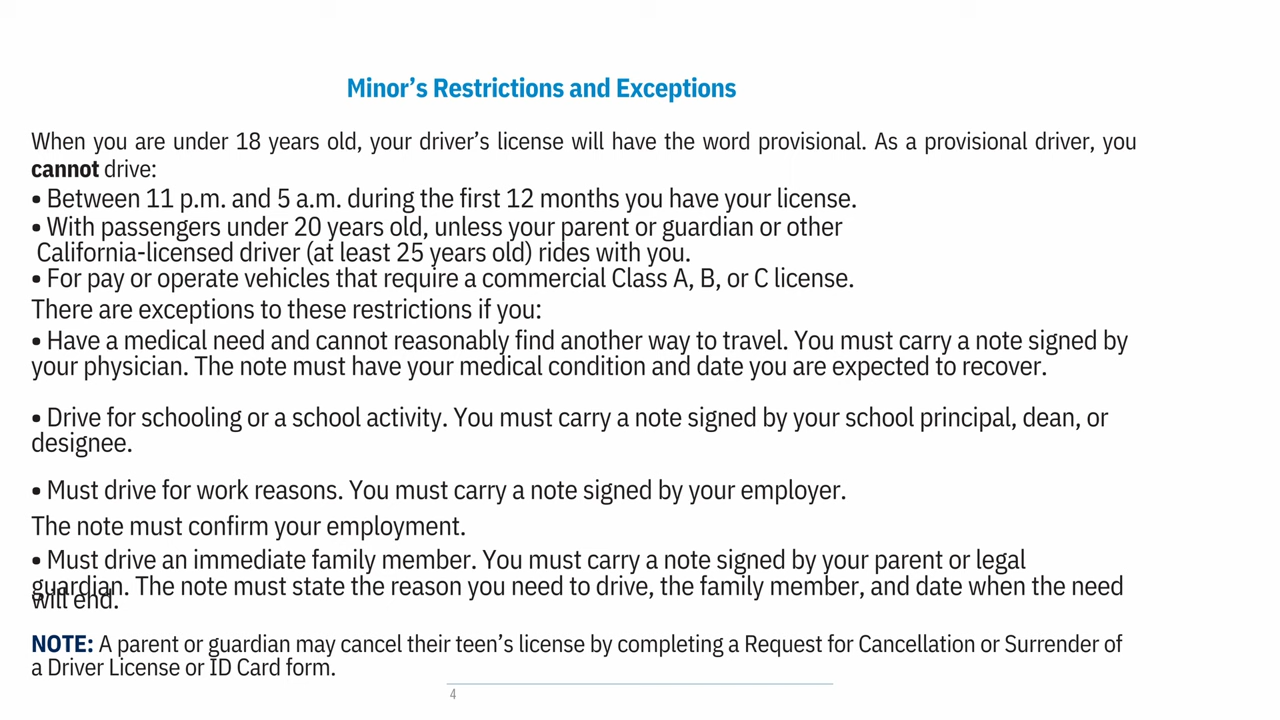 Minor’s Restrictions and Exceptions
When you are under 18 years old, your driver’s license will have the word provisional. As a provisional driver, you
cannot drive:
• Between 11 p.m. and 5 a.m. during the first 12 months you have your license.
• With passengers under 20 years old, unless your parent or guardian or other
California-licensed driver (at least 25 years old) rides with you.
• For pay or operate vehicles that require a commercial Class A, B, or C license.
There are exceptions to these restrictions if you:
• Have a medical need and cannot reasonably find another way to travel. You must carry a note signed by
your physician. The note must have your medical condition and date you are expected to recover.
• Drive for schooling or a school activity. You must carry a note signed by your school principal, dean, or
designee.
• Must drive for work reasons. You must carry a note signed by your employer.
The note must confirm your employment.
• Must drive an immediate family member. You must carry a note signed by your parent or legal
guardian. The note must state the reason you need to drive, the family member, and date when the need
will end.
NOTE: A parent or guardian may cancel their teen’s license by completing a Request for Cancellation or Surrender of
a Driver License or ID Card form.
4